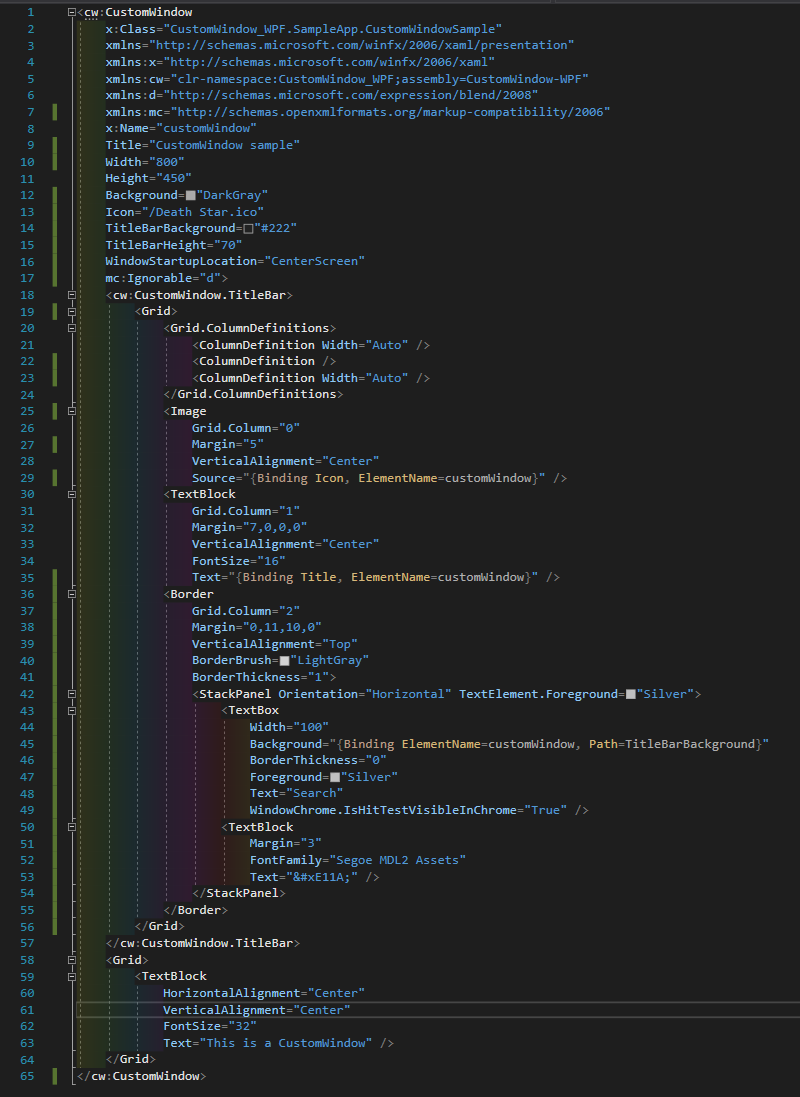 1 <cw:CustomWindow
2 x:Class="CustomWindow_WPF.SampleApp.CustomWindowSample"
3 xmlns="http://schemas.microsoft.com/winfx/2006/xaml/presentation"
4 xmlns:x="http://schemas.microsoft.com/winfx/2006/xaml"
5 xmlns:cw="clr-namespace:CustomWindow_WPF;assembly=CustomWindow-WPF"
6 xmlns:d="http://schemas.microsoft.com/expression/blend/2008"
7 xmlns:mc="http://schemas.openxmlformats.org/markup-compatibility/2006"
8 x:Name="customWindow"
9 Title="CustomWindow sample"
10 Width="800"
11 Height="450"
12 Background="DarkGray"
13 Icon="/Death Star.ico"
14 TitleBarBackground="#222"
15 TitleBarHeight="70"
16 WindowStartupLocation="CenterScreen"
17 mc:Ignorable="d">
18 <cw:CustomWindow.TitleBar>
19 <Grid>
20 <Grid.ColumnDefinitions>
21 <ColumnDefinition Width="Auto" />
22 <ColumnDefinition />
23 <ColumnDefinition Width="Auto" />
24 </Grid.ColumnDefinitions>
25 <Image
26 Grid.Column="0"
27 Margin="5"
28 VerticalAlignment="Center"
29 Source="{Binding Icon, ElementName=customWindow}" />
30 <TextBlock
31 Grid.Column="1"
32 Margin="7,0,0,0"
33 VerticalAlignment="Center"
34 FontSize="16"
35 Text="{Binding Title, ElementName=customWindow}" />
36 <Border
37 Grid.Column="2"
38 Margin="0,11,10,0"
39 VerticalAlignment="Top"
40 BorderBrush="LightGray"
41 BorderThickness="1">
42 <StackPanel Orientation="Horizontal" TextElement.Foreground="Silver">
43 <TextBox
44 Width="100"
45 Background="{Binding ElementName=customWindow, Path=TitleBarBackground}"
46 BorderThickness="0"
47 Foreground="Silver"
48 Text="Search"
49 WindowChrome.IsHitTestVisibleInChrome="True" />
50 <TextBlock
51 Margin="3"
52 FontFamily="Segoe MDL2 Assets"
53 Text="&#xE11A;" />
54 </StackPanel>
55 </Border>
56 </Grid>
57 </cw:CustomWindow.TitleBar>
58 <Grid>
59 <TextBlock
60 HorizontalAlignment="Center"
61 VerticalAlignment="Center"
62 FontSize="32"
63 Text="This is a CustomWindow" />
64 </Grid>
65 </cw:CustomWindow>